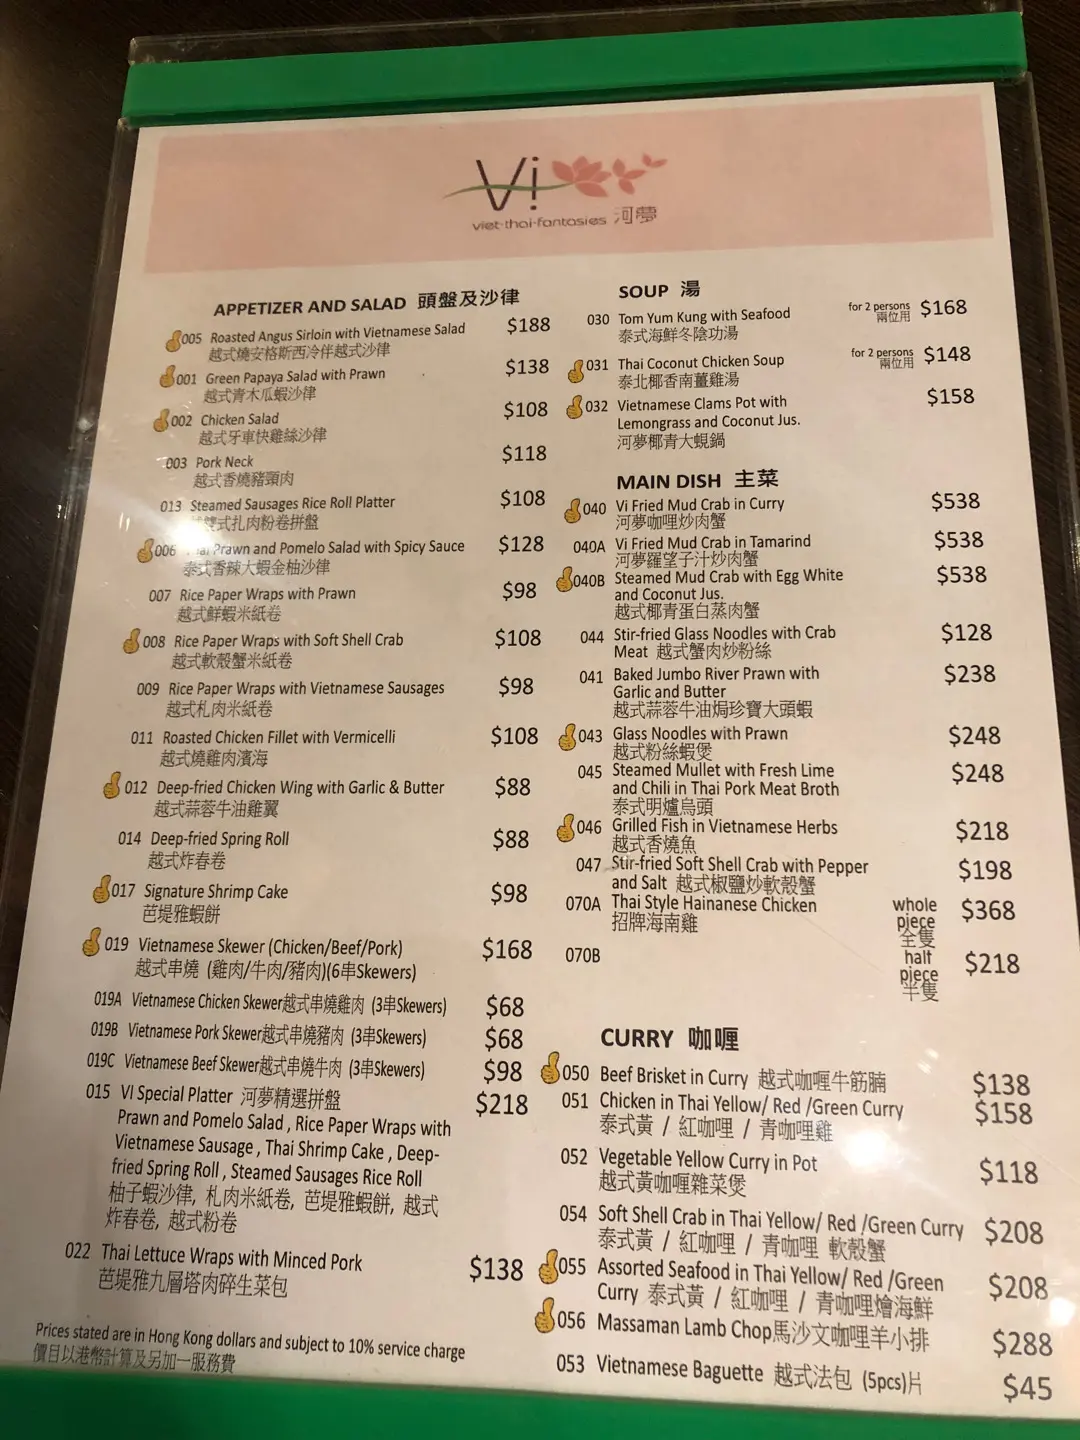 Vi
viet-thai-fantasies 河夢
APPETIZER AND SALAD 頭盤及沙律
005 Roasted Angus Sirloin with Vietnamese Salad $188
越式燒安格斯西冷伴越式沙律
001 Green Papaya Salad with Prawn $138
越式青木瓜蝦沙律
002 Chicken Salad $108
越式牙車快雞絲沙律
003 Pork Neck $118
越式香燒豬頸肉
013 Steamed Sausages Rice Roll Platter $108
式扎肉粉卷拼盤
006 Prawn and Pomelo Salad with Spicy Sauce $128
泰式香辣大蝦金柚沙律
007 Rice Paper Wraps with Prawn $98
越式鮮蝦米紙卷
008 Rice Paper Wraps with Soft Shell Crab $108
越式軟殼蟹米紙卷
009 Rice Paper Wraps with Vietnamese Sausages $98
越式札肉米紙卷
011 Roasted Chicken Fillet with Vermicelli $108
越式燒雞肉濱海
012 Deep-fried Chicken Wing with Garlic & Butter $88
越式蒜蓉牛油雞翼
014 Deep-fried Spring Roll $88
越式炸春卷
017 Signature Shrimp Cake $98
芭堤雅蝦餅
019 Vietnamese Skewer (Chicken/Beef/Pork) $168
越式串燒 (雞肉/牛肉/豬肉)(6串Skewers)
019A Vietnamese Chicken Skewer越式串燒雞肉 (3串Skewers) $68
019B Vietnamese Pork Skewer越式串燒豬肉 (3串Skewers) $68
019C Vietnamese Beef Skewer越式串燒牛肉 (3串Skewers) $98
015 VI Special Platter 河夢精選拼盤 $218
Prawn and Pomelo Salad , Rice Paper Wraps with
Vietnamese Sausage , Thai Shrimp Cake , Deep-
fried Spring Roll , Steamed Sausages Rice Roll
柚子蝦沙律, 札肉米紙卷, 芭堤雅蝦餅, 越式
炸春卷, 越式粉卷
022 Thai Lettuce Wraps with Minced Pork $138
芭堤雅九層塔肉碎生菜包
Prices stated are in Hong Kong dollars and subject to 10% service charge
價目以港幣計算及另加一服務費
SOUP 湯
030 Tom Yum Kung with Seafood for 2 persons $168
泰式海鮮冬陰功湯 兩位用
031 Thai Coconut Chicken Soup for 2 persons $148
泰北椰香南薑雞湯 兩位用
032 Vietnamese Clams Pot with $158
Lemongrass and Coconut Jus.
河夢椰青大蜆鍋
MAIN DISH 主菜
040 Vi Fried Mud Crab in Curry $538
河夢咖哩炒肉蟹
040A Vi Fried Mud Crab in Tamarind $538
河夢羅望子汁炒肉蟹
040B Steamed Mud Crab with Egg White $538
and Coconut Jus.
越式椰青蛋白蒸肉蟹
044 Stir-fried Glass Noodles with Crab $128
Meat 越式蟹肉炒粉絲
041 Baked Jumbo River Prawn with $238
Garlic and Butter
越式蒜蓉牛油焗珍寶大頭蝦
043 Glass Noodles with Prawn $248
越式粉絲蝦煲
045 Steamed Mullet with Fresh Lime $248
and Chili in Thai Pork Meat Broth
泰式明爐烏頭
046 Grilled Fish in Vietnamese Herbs $218
越式香燒魚
047 Stir-fried Soft Shell Crab with Pepper $198
and Salt 越式椒鹽炒軟殼蟹
070A Thai Style Hainanese Chicken whole piece $368
招牌海南雞 全隻
070B half piece $218
半隻
CURRY 咖喱
050 Beef Brisket in Curry 越式咖喱牛筋腩 $138
051 Chicken in Thai Yellow/ Red /Green Curry $158
泰式黃 / 紅咖哩 / 青咖哩雞
052 Vegetable Yellow Curry in Pot $118
越式黃咖喱雜菜煲
054 Soft Shell Crab in Thai Yellow/ Red /Green Curry $208
泰式黃 / 紅咖哩 / 青咖哩 軟殼蟹
055 Assorted Seafood in Thai Yellow/ Red /Green $208
Curry 泰式黃 / 紅咖哩 / 青咖哩燴海鮮
056 Massaman Lamb Chop馬沙文咖哩羊小排 $288
053 Vietnamese Baguette 越式法包 (5pcs)片 $45